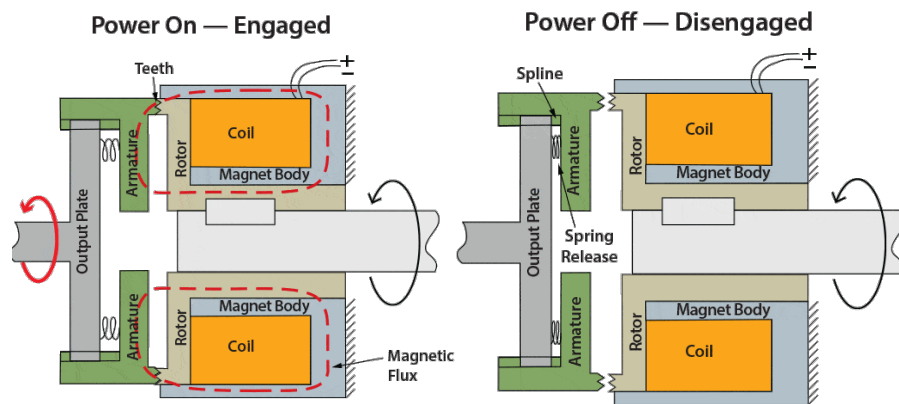 Power On — Engaged
Teeth
+
−
Coil
Magnet Body
Armature
Rotor
Output Plate
Armature
Rotor
Magnet Body
Coil
Magnetic
Flux
Power Off — Disengaged
Spline
+
−
Coil
Magnet Body
Armature
Rotor
Output Plate
Spring
Release
Armature
Rotor
Magnet Body
Coil